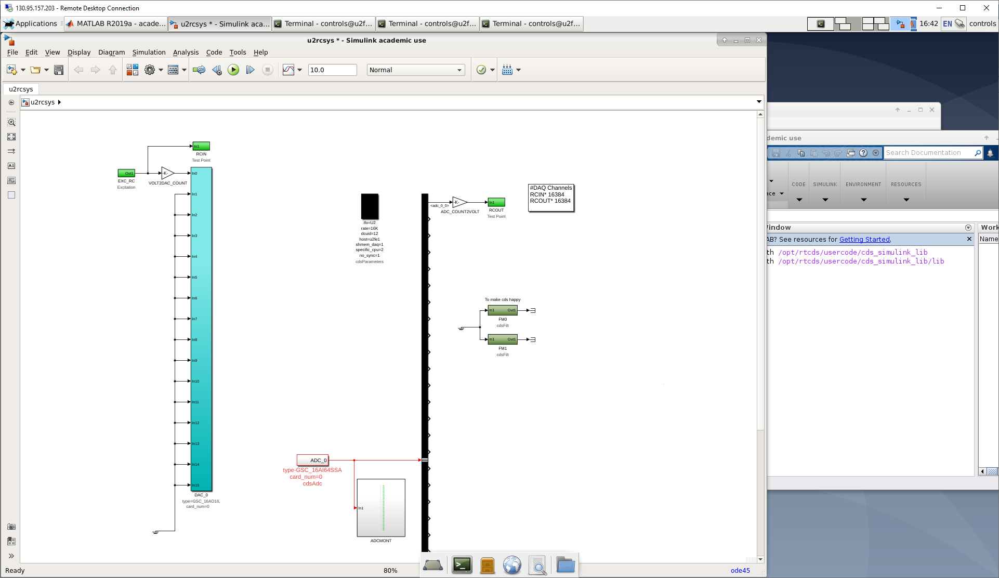 130.95.157.203 - Remote Desktop Connection
Applications
MATLAB R2019a - acade...
u2rcsys * - Simulink aca...
Terminal - controls@u2f...
Terminal - controls@u2f...
Terminal - controls@u2f...
16:42
EN
controls
u2rcsys * - Simulink academic use
File Edit View Display Diagram Simulation Analysis Code Tools Help
10.0
Normal
u2rcsys
u2rcsys
In1
RCIN
Test Point
Out1
EXC_RC
Excitation
-K-
VOLT2DAC_COUNT
In0
In1
In2
In3
In4
In5
In6
In7
In8
In9
In10
In11
In12
In13
In14
In15
DAC_0
type=GSC_16AO16,
card_num=0
ifo=U2
rate=16K
dcuid=12
host=u2fe1
shmem_daq=1
specific_cpu=2
no_sync=1
cdsParameters
<adc_0_0>
-K-
ADC_COUNT2VOLT
In1
RCOUT
Test Point
#DAQ Channels
RCIN* 16384
RCOUT* 16384
To make cds happy
In1 Out1
FM0
cdsFilt
In1 Out1
FM1
cdsFilt
ADC_0
type-GSC_16AI64SSA
card_num=0
cdsAdc
In1
ADCMONT
demic use
Search Documentation
ace
CODE
SIMULINK
ENVIRONMENT
RESOURCES
indow
Work
AB? See resources for Getting Started.
Name
th /opt/rtcds/usercode/cds_simulink_lib
th /opt/rtcds/usercode/cds_simulink_lib/lib
Ready
80%
ode45